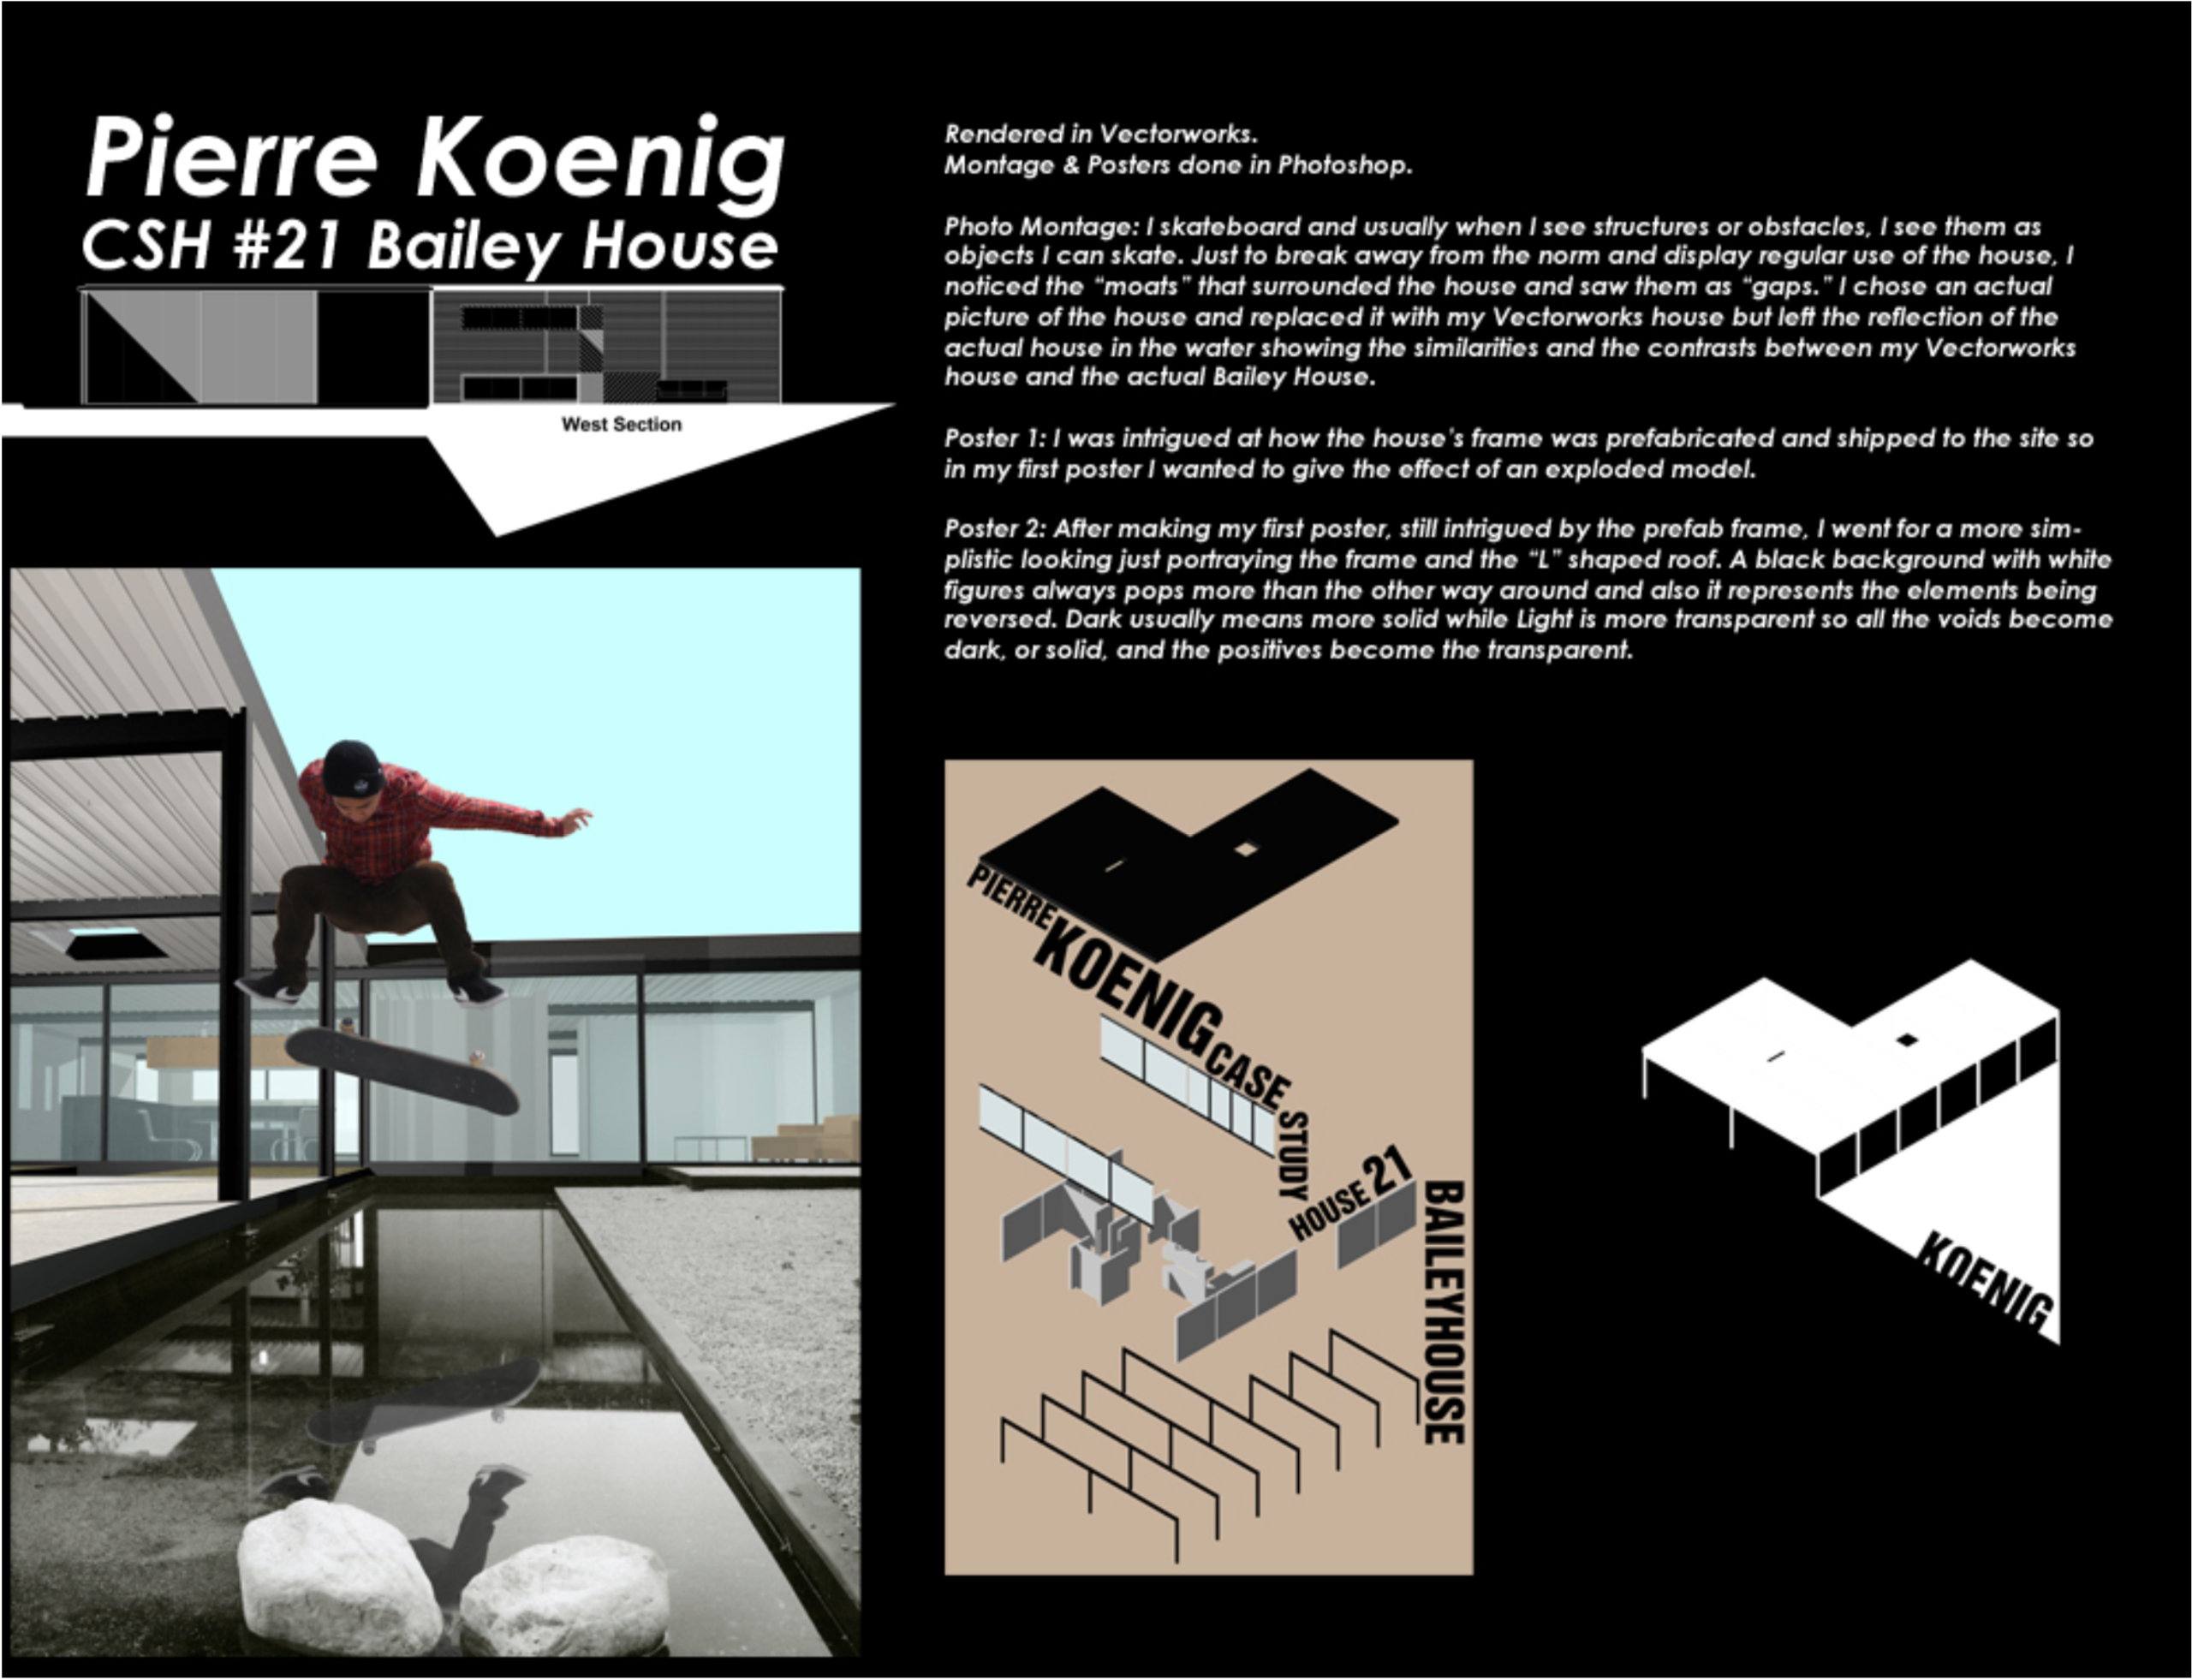 Pierre Koenig
CSH #21 Bailey House
West Section
Rendered in Vectorworks.
Montage & Posters done in Photoshop.
Photo Montage: I skateboard and usually when I see structures or obstacles, I see them as
objects I can skate. Just to break away from the norm and display regular use of the house, I
noticed the “moats” that surrounded the house and saw them as “gaps.” I chose an actual
picture of the house and replaced it with my Vectorworks house but left the reflection of the
actual house in the water showing the similarities and the contrasts between my Vectorworks
house and the actual Bailey House.
Poster 1: I was intrigued at how the house's frame was prefabricated and shipped to the site so
in my first poster I wanted to give the effect of an exploded model.
Poster 2: After making my first poster, still intrigued by the prefab frame, I went for a more sim-
plistic looking just portraying the frame and the “L” shaped roof. A black background with white
figures always pops more than the other way around and also it represents the elements being
reversed. Dark usually means more solid while Light is more transparent so all the voids become
dark, or solid, and the positives become the transparent.
PIERRE KOENIG CASE STUDY HOUSE 21
BAILEYHOUSE
KOENIG